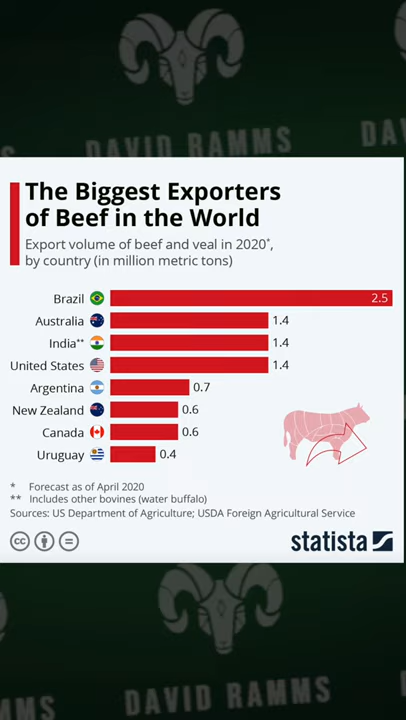 DAVID RAMMS
DA
The Biggest Exporters
of Beef in the World
Export volume of beef and veal in 2020*,
by country (in million metric tons)
Brazil 2.5
Australia 1.4
India** 1.4
United States 1.4
Argentina 0.7
New Zealand 0.6
Canada 0.6
Uruguay 0.4
* Forecast as of April 2020
** Includes other bovines (water buffalo)
Sources: US Department of Agriculture; USDA Foreign Agricultural Service
cc
statista
MS DAVID RAMMS